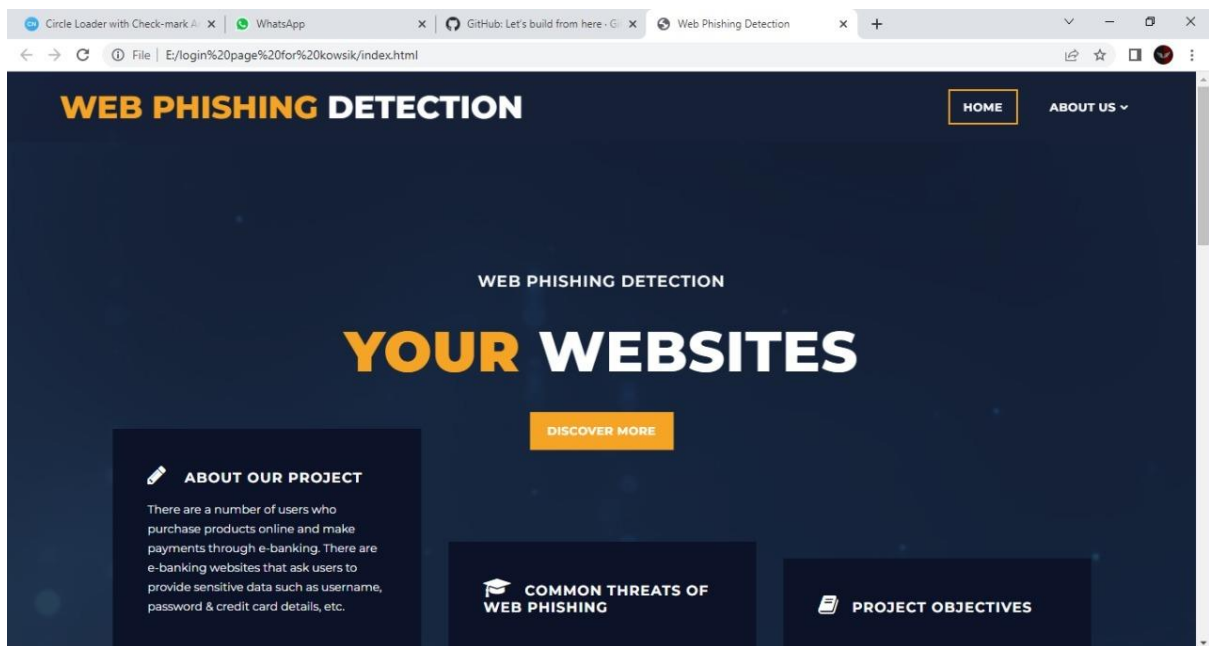 Circle Loader with Check-mark A
WhatsApp
GitHub: Let's build from here · G
Web Phishing Detection
File | E:/login%20page%20for%20kowsik/index.html
WEB PHISHING DETECTION
HOME
ABOUT US
WEB PHISHING DETECTION
YOUR WEBSITES
DISCOVER MORE
ABOUT OUR PROJECT
There are a number of users who
purchase products online and make
payments through e-banking. There are
e-banking websites that ask users to
provide sensitive data such as username,
password & credit card details, etc.
COMMON THREATS OF
WEB PHISHING
PROJECT OBJECTIVES